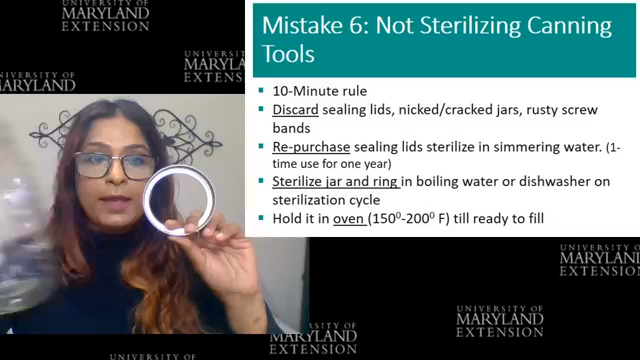 UNIVERSITY OF
MARYLAND
EXTENSION
UNIVERSITY OF
MARYLAND
EXTENSION
Mistake 6: Not Sterilizing Canning
Tools
▪ 10-Minute rule
▪ Discard sealing lids, nicked/cracked jars, rusty screw
bands
▪ Re-purchase sealing lids sterilize in simmering water. (1-
time use for one year)
▪ Sterilize jar and ring in boiling water or dishwasher on
sterilization cycle
▪ Hold it in oven (150⁰-200⁰ F) till ready to fill
UNIVERSITY OF
MARYLAND
UNIVERSITY OF
MARYLAND
EXTENSION
UNIVERSITY OF
MARYLAND
EXTENSION
RSITY OF
YLAND
EXTENSION
UNIVERSITY OF